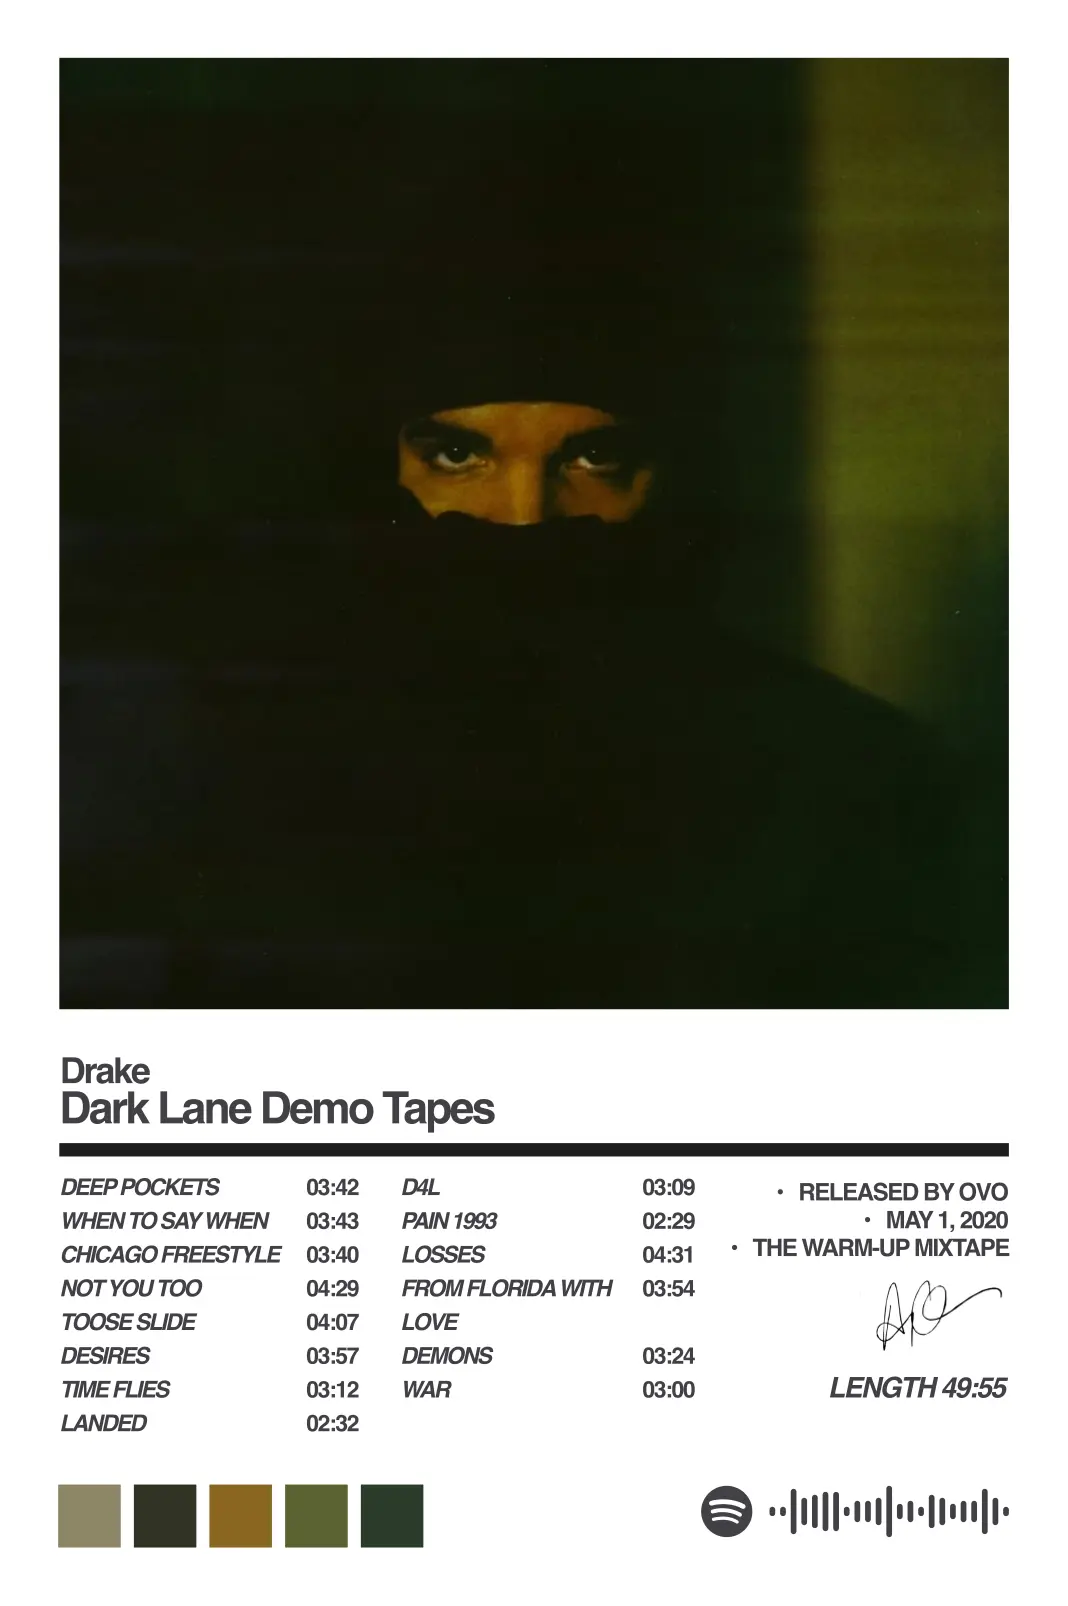 Drake
Dark Lane Demo Tapes
DEEP POCKETS 03:42
WHEN TO SAY WHEN 03:43
CHICAGO FREESTYLE 03:40
NOT YOU TOO 04:29
TOOSE SLIDE 04:07
DESIRES 03:57
TIME FLIES 03:12
LANDED 02:32
D4L 03:09
PAIN 1993 02:29
LOSSES 04:31
FROM FLORIDA WITH 03:54
LOVE
DEMONS 03:24
WAR 03:00
• RELEASED BY OVO
• MAY 1, 2020
• THE WARM-UP MIXTAPE
LENGTH 49:55